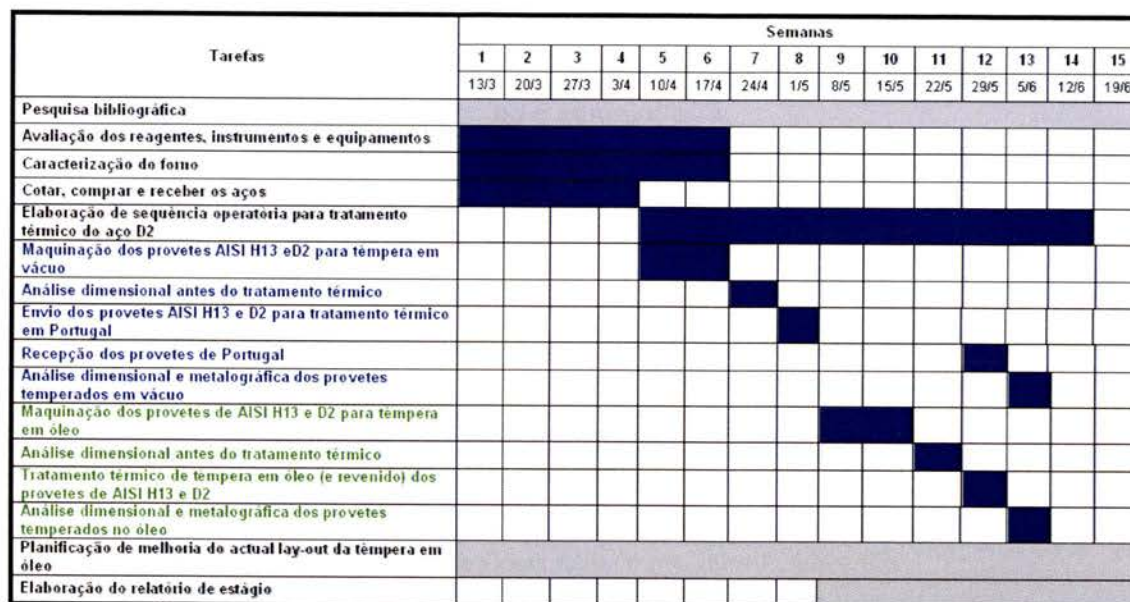 Semanas
Tarefas
1 2 3 4 5 6 7 8 9 10 11 12 13 14 15
13/3 20/3 27/3 3/4 10/4 17/4 24/4 1/5 8/5 15/5 22/5 29/5 5/6 12/6 19/6
Pesquisa bibliográfica
Avaliação dos reagentes, instrumentos e equipamentos
Caracterização do forno
Cotar, comprar e receber os aços
Elaboração de sequência operatória para tratamento
térmico do aço D2
Maquinação dos provetes AISI H13 eD2 para têmpera em
vácuo
Análise dimensional antes do tratamento térmico
Envio dos provetes AISI H13 e D2 para tratamento térmico
em Portugal
Recepção dos provetes de Portugal
Análise dimensional e metalográfica dos provetes
temperados em vácuo
Maquinação dos provetes de AISI H13 e D2 para têmpera
em óleo
Análise dimensional antes do tratamento térmico
Tratamento térmico de têmpera em óleo (e revenido) dos
provetes de AISI H13 e D2
Análise dimensional e metalográfica dos provetes
temperados no óleo
Planificação de melhoria do actual lay-out da têmpera em
óleo
Elaboração do relatório de estágio